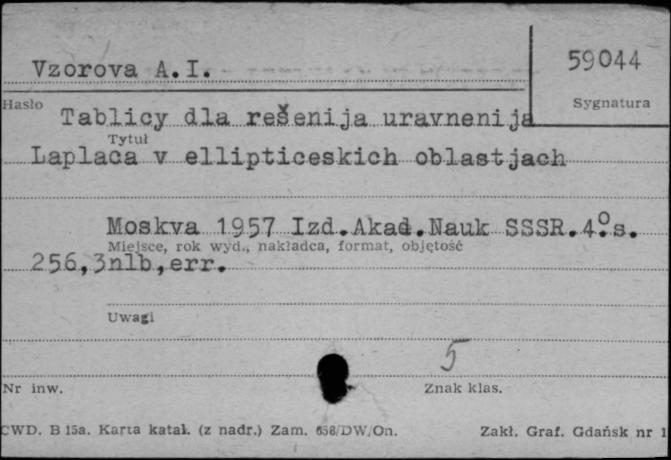 Vzorova A.I.
59044
Hasło
Sygnatura
Tablicy dla rešenija uravnenija
Tytuł
Laplaca v elliptičeskich oblastjach
Moskva 1957 Izd.Akad.Nauk SSSR.4°.s.
Miejsce, rok wyd., nakładca, format, objętość
256,3nlb,err.
Uwagi
5
Nr inw.
Znak klas.
CWD. B 15a. Karta katal. (z nadr.) Zam. 658/DW/On.
Zakł. Graf. Gdańsk nr 1